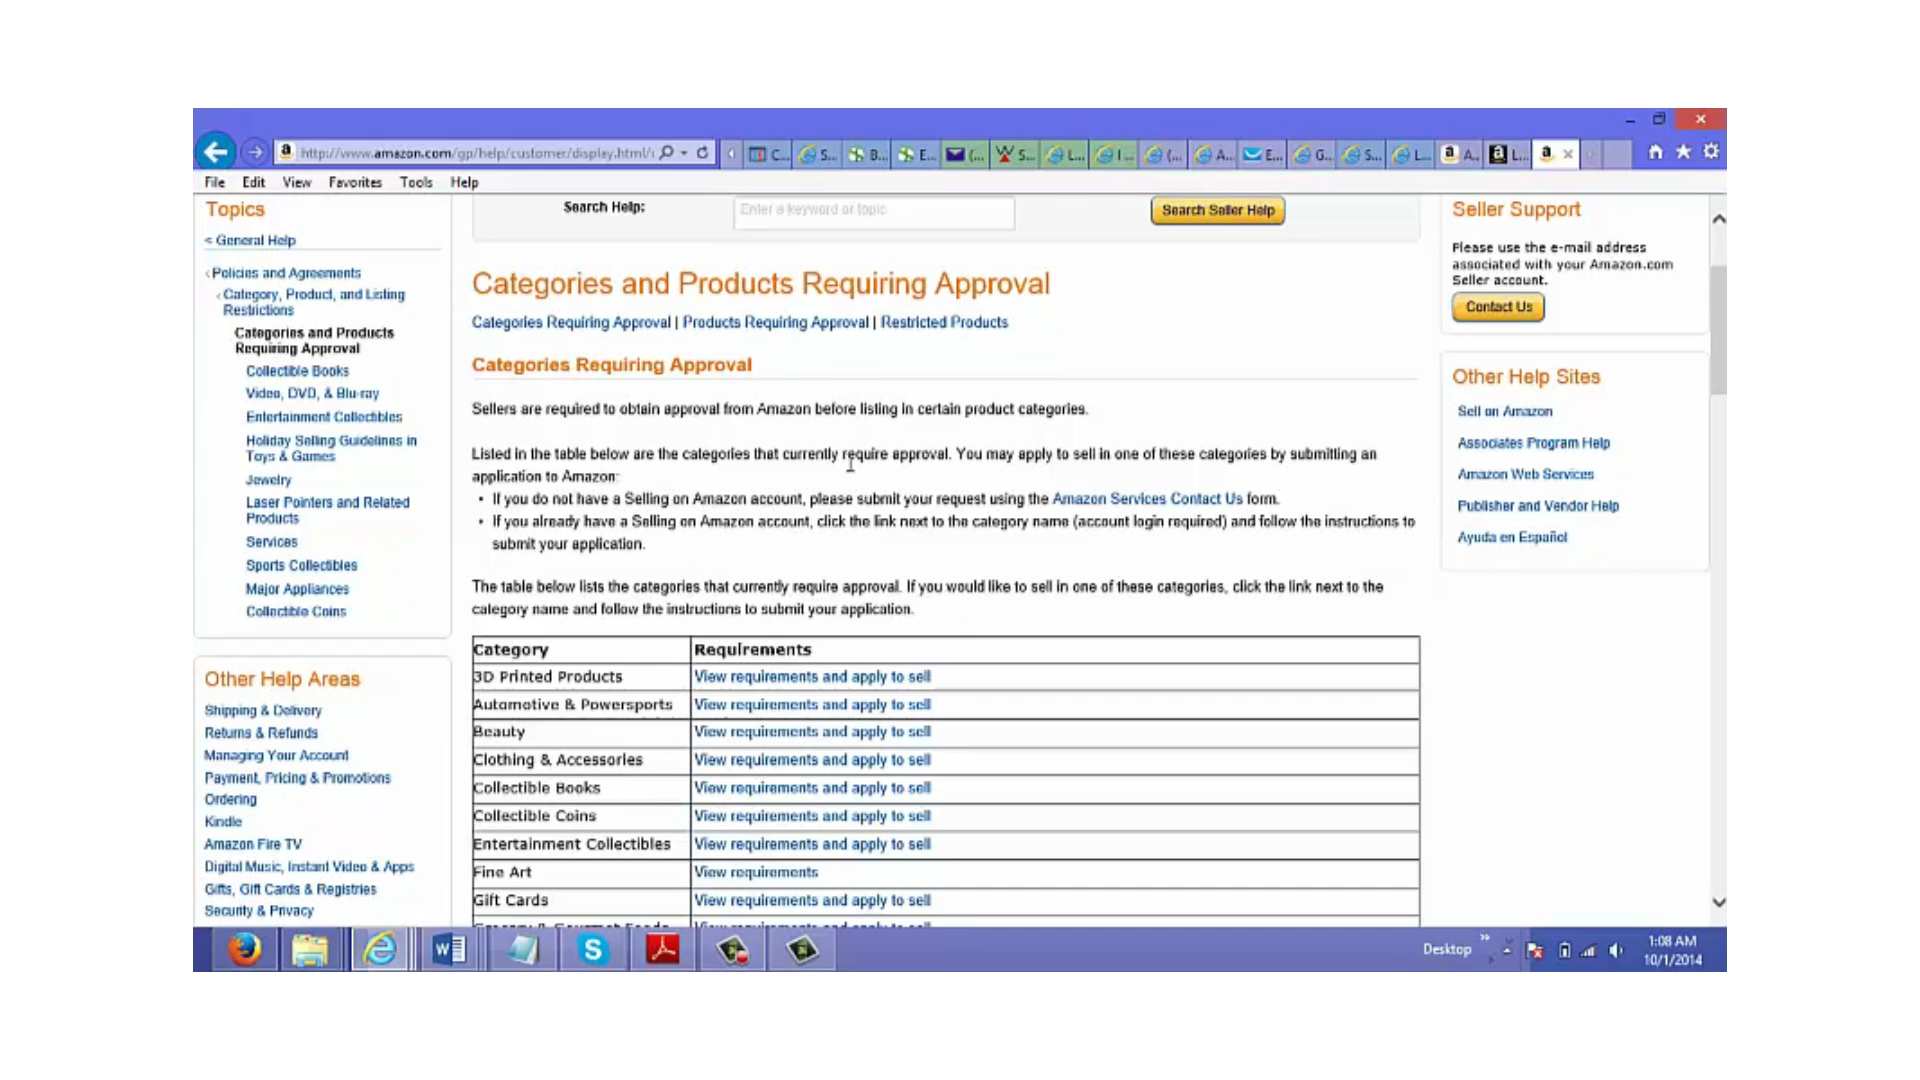 http://www.amazon.com/gp/help/customer/display.html/
C...
S...
B...
E...
(...
S...
L...
I...
(...
A...
E...
G...
S...
L...
A...
L...
File Edit View Favorites Tools Help
Topics
< General Help
‹ Policies and Agreements
‹ Category, Product, and Listing
Restrictions
Categories and Products
Requiring Approval
Collectible Books
Video, DVD, & Blu-ray
Entertainment Collectibles
Holiday Selling Guidelines in
Toys & Games
Jewelry
Laser Pointers and Related
Products
Services
Sports Collectibles
Major Appliances
Collectible Coins
Other Help Areas
Shipping & Delivery
Returns & Refunds
Managing Your Account
Payment, Pricing & Promotions
Ordering
Kindle
Amazon Fire TV
Digital Music, Instant Video & Apps
Gifts, Gift Cards & Registries
Security & Privacy
Search Help: Enter a keyword or topic Search Seller Help
Categories and Products Requiring Approval
Categories Requiring Approval | Products Requiring Approval | Restricted Products
Categories Requiring Approval
Sellers are required to obtain approval from Amazon before listing in certain product categories.
Listed in the table below are the categories that currently require approval. You may apply to sell in one of these categories by submitting an
application to Amazon:
• If you do not have a Selling on Amazon account, please submit your request using the Amazon Services Contact Us form.
• If you already have a Selling on Amazon account, click the link next to the category name (account login required) and follow the instructions to
submit your application.
The table below lists the categories that currently require approval. If you would like to sell in one of these categories, click the link next to the
category name and follow the instructions to submit your application.
Category Requirements
3D Printed Products View requirements and apply to sell
Automotive & Powersports View requirements and apply to sell
Beauty View requirements and apply to sell
Clothing & Accessories View requirements and apply to sell
Collectible Books View requirements and apply to sell
Collectible Coins View requirements and apply to sell
Entertainment Collectibles View requirements and apply to sell
Fine Art View requirements
Gift Cards View requirements and apply to sell
Grocery & Gourmet Foods View requirements and apply to sell
Seller Support
Please use the e-mail address
associated with your Amazon.com
Seller account.
Contact Us
Other Help Sites
Sell on Amazon
Associates Program Help
Amazon Web Services
Publisher and Vendor Help
Ayuda en Español
Desktop
1:08 AM
10/1/2014